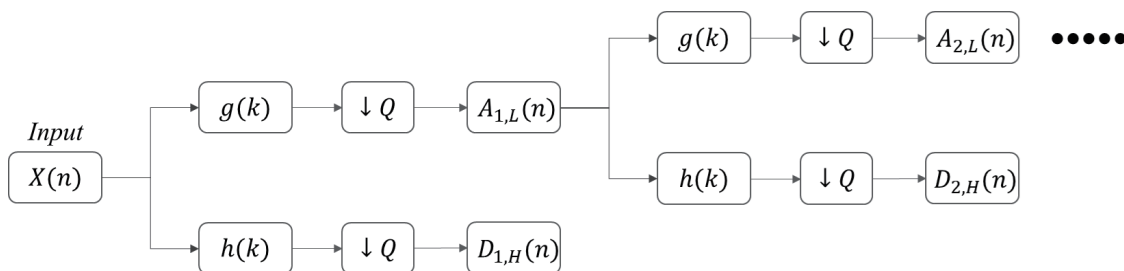 g(k) ↓ Q A_{2,L}(n) •••••
g(k) ↓ Q A_{1,L}(n)
Input
X(n)
h(k) ↓ Q D_{2,H}(n)
h(k) ↓ Q D_{1,H}(n)